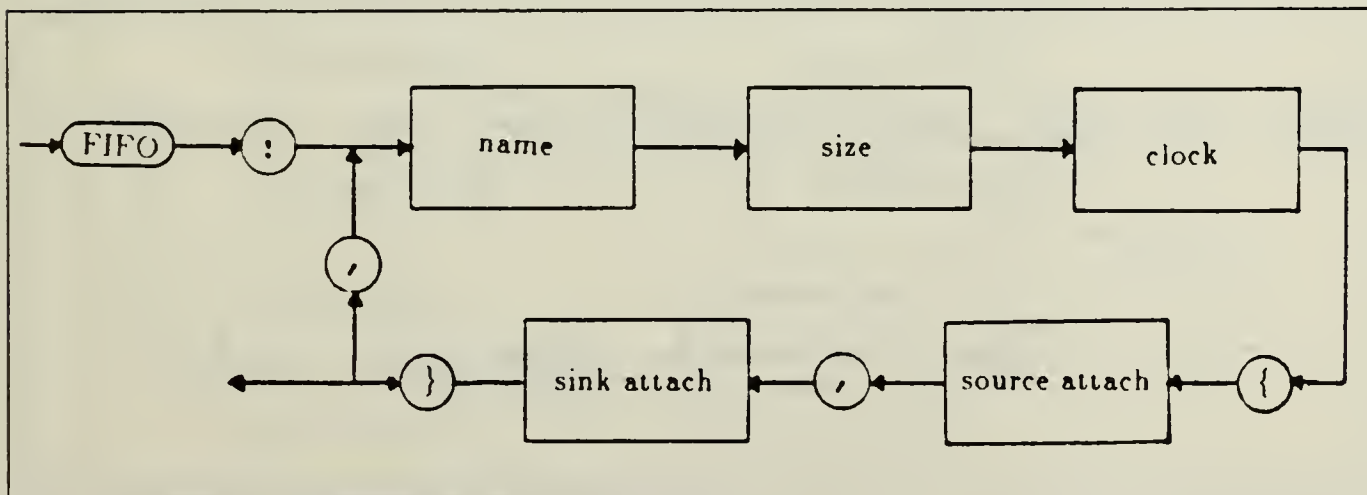 FIFO : name size clock
,
} sink attach , source attach {